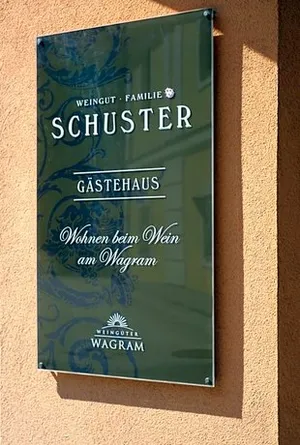 WEINGUT · FAMILIE
SCHUSTER
GÄSTEHAUS
Wohnen beim Wein
am Wagram
WEINGÜTER
WAGRAM